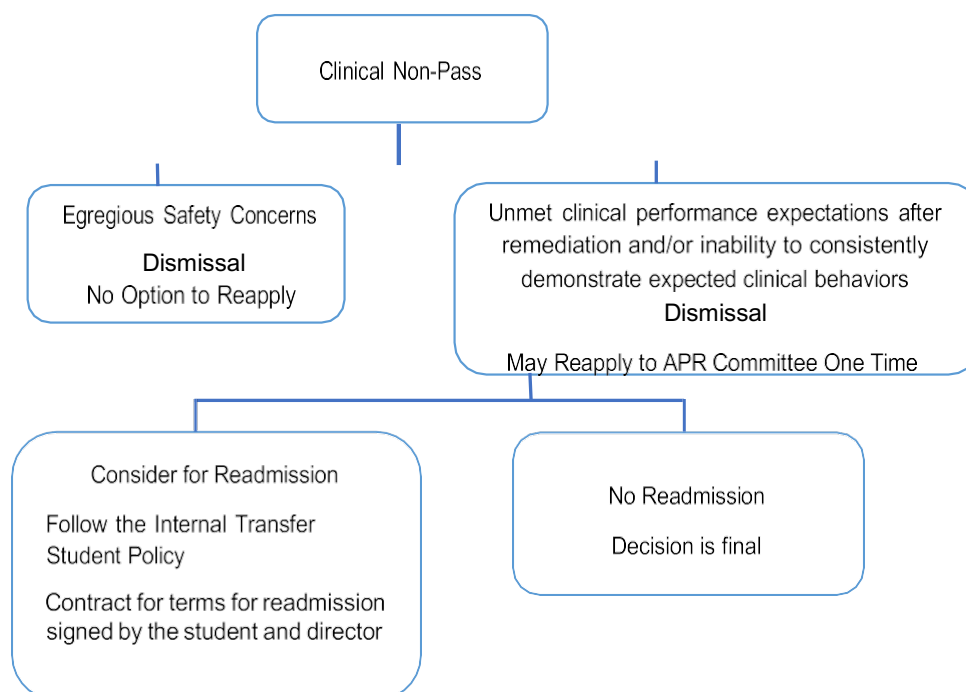 Clinical Non-Pass
Egregious Safety Concerns
Dismissal
No Option to Reapply
Unmet clinical performance expectations after
remediation and/or inability to consistently
demonstrate expected clinical behaviors
Dismissal
May Reapply to APR Committee One Time
Consider for Readmission
Follow the Internal Transfer
Student Policy
Contract for terms for readmission
signed by the student and director
No Readmission
Decision is final